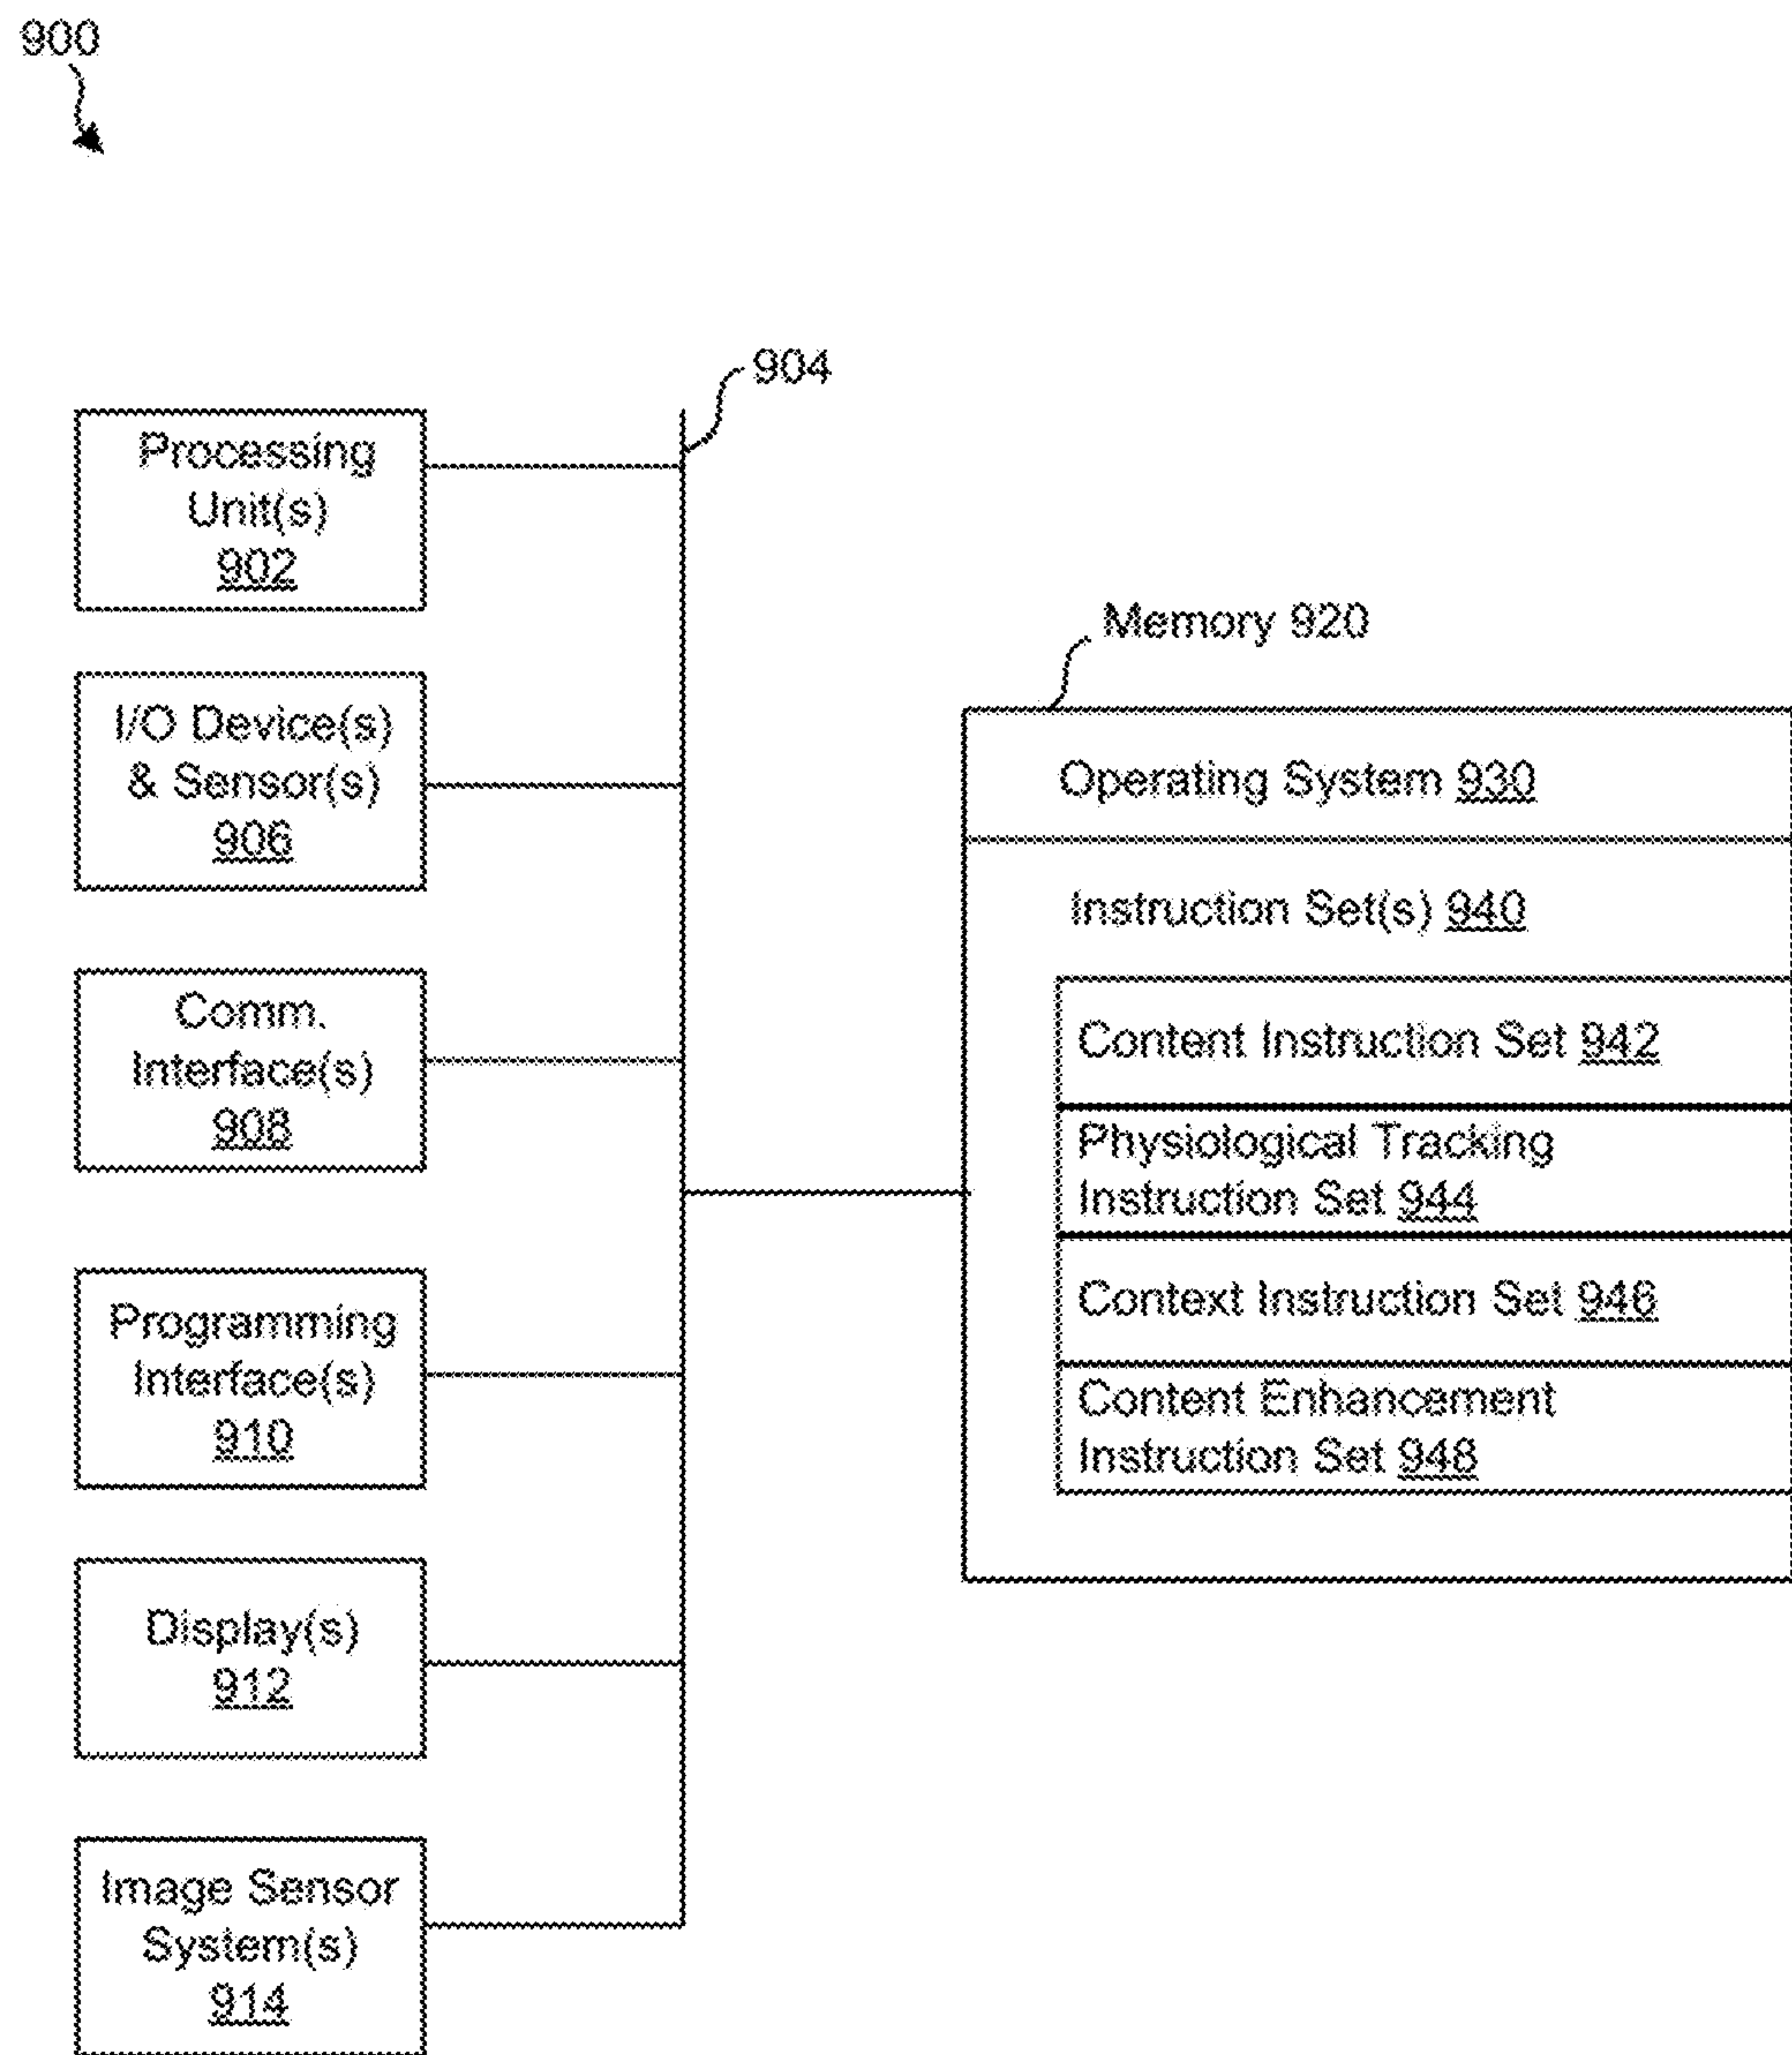 900
904
Processing
Unit(s)
902
I/O Device(s)
& Sensor(s)
906
Comm.
Interface(s)
908
Programming
Interface(s)
910
Display(s)
912
Image Sensor
System(s)
914
Memory 920
Operating System 930
Instruction Set(s) 940
Content Instruction Set 942
Physiological Tracking
Instruction Set 944
Context Instruction Set 946
Content Enhancement
Instruction Set 948